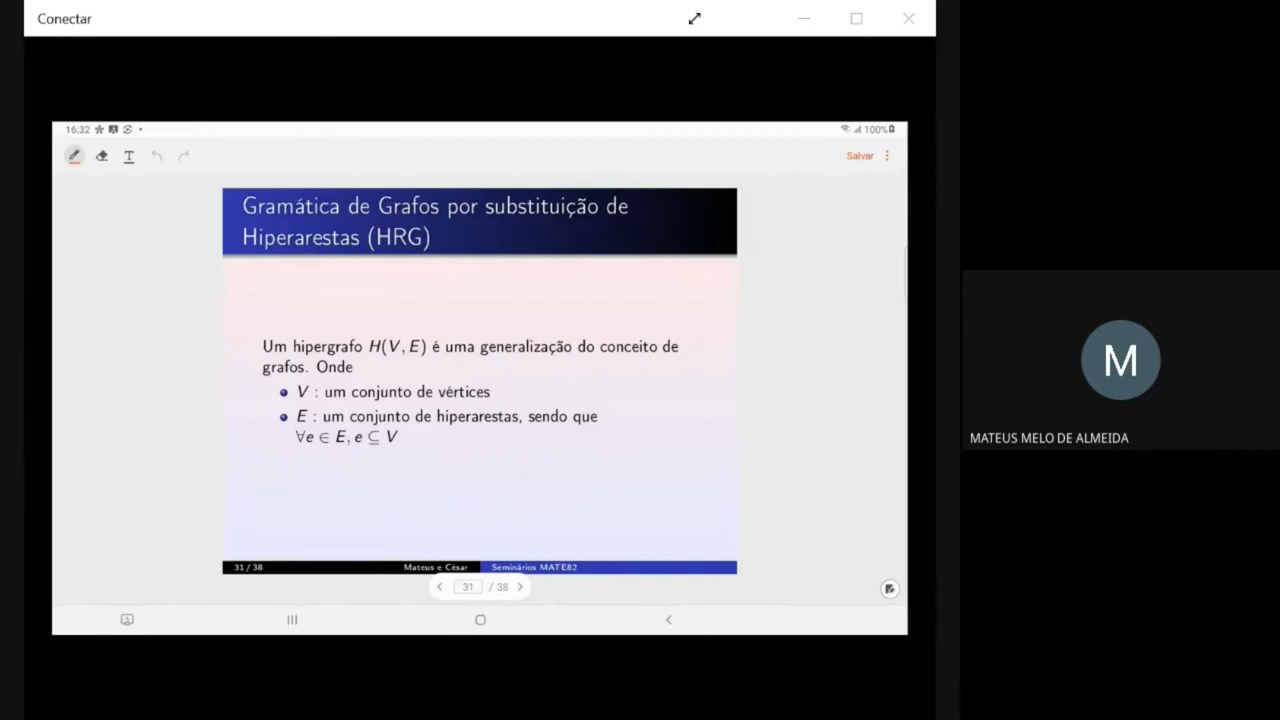 Conectar
16:32
100%
T
Salvar
Gramática de Grafos por substituição de
Hiperarestas (HRG)
Um hipergrafo H(V, E) é uma generalização do conceito de
grafos. Onde
V : um conjunto de vértices
E : um conjunto de hiperarestas, sendo que
∀e ∈ E, e ⊆ V
31 / 38 Mateus e César Seminários MATE82
31 / 38
M
MATEUS MELO DE ALMEIDA